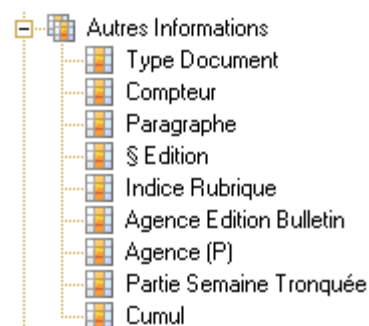 Autres Informations
Type Document
Compteur
Paragraphe
§ Edition
Indice Rubrique
Agence Edition Bulletin
Agence (P)
Partie Semaine Tronquée
Cumul